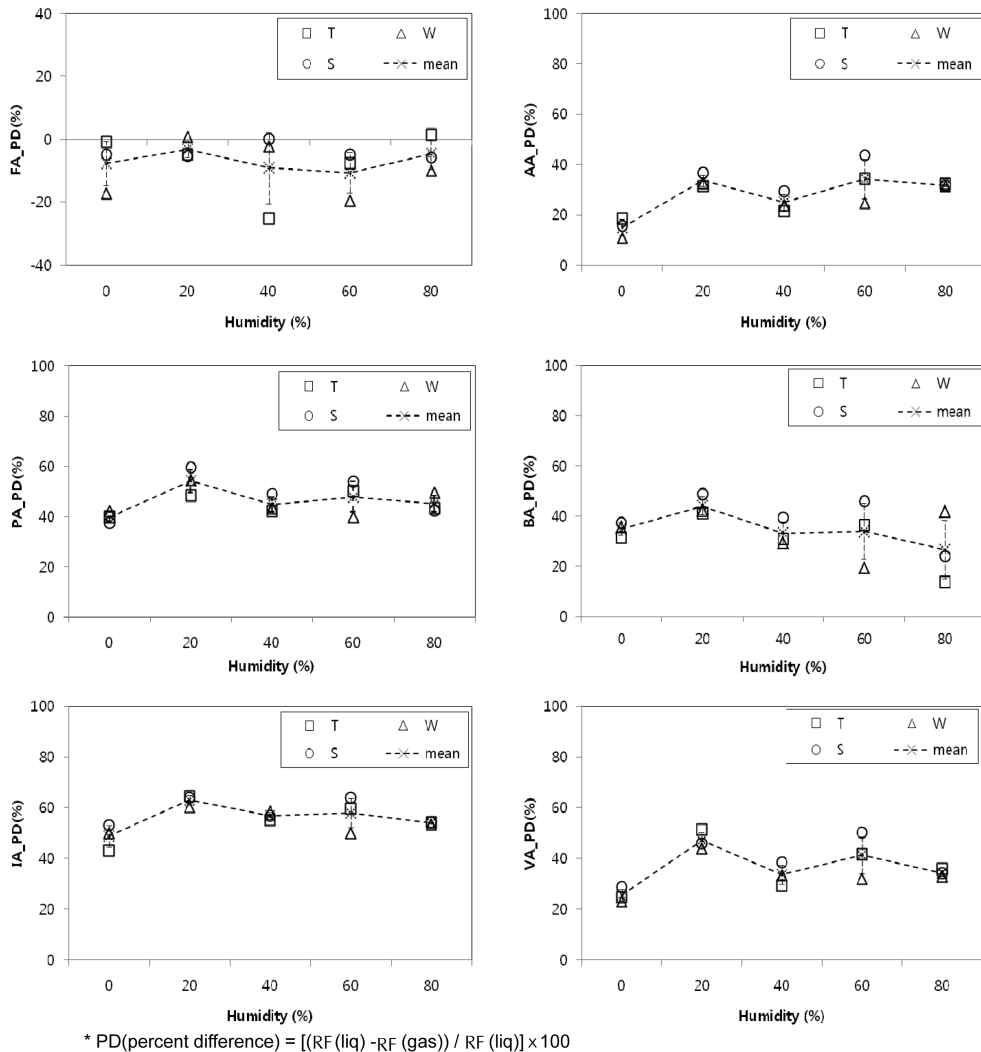 40
20
0
-20
-40
FA_PD(%)
T
W
S
mean
0 20 40 60 80
Humidity (%)
100
80
60
40
20
0
AA_PD(%)
T
W
S
mean
0 20 40 60 80
Humidity (%)
100
80
60
40
20
0
PA_PD(%)
T
W
S
mean
0 20 40 60 80
Humidity (%)
100
80
60
40
20
0
BA_PD(%)
T
W
S
mean
0 20 40 60 80
Humidity (%)
100
80
60
40
20
0
IA_PD(%)
T
W
S
mean
0 20 40 60 80
Humidity (%)
100
80
60
40
20
0
VA_PD(%)
T
W
S
mean
0 20 40 60 80
Humidity (%)
* PD(percent difference) = [(RF(liq) -RF (gas)) / RF (liq)] × 100